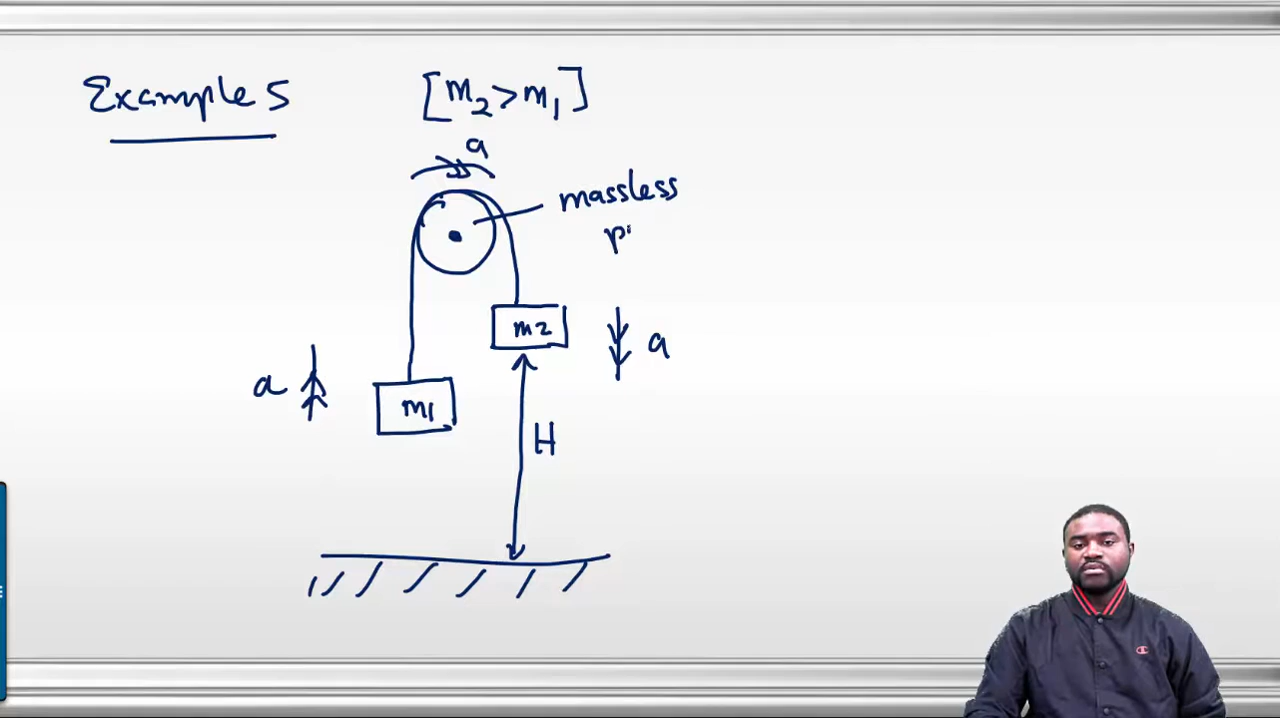 Example 5
[m₂>m₁]
a
massless
p
m2
a
a
m1
H